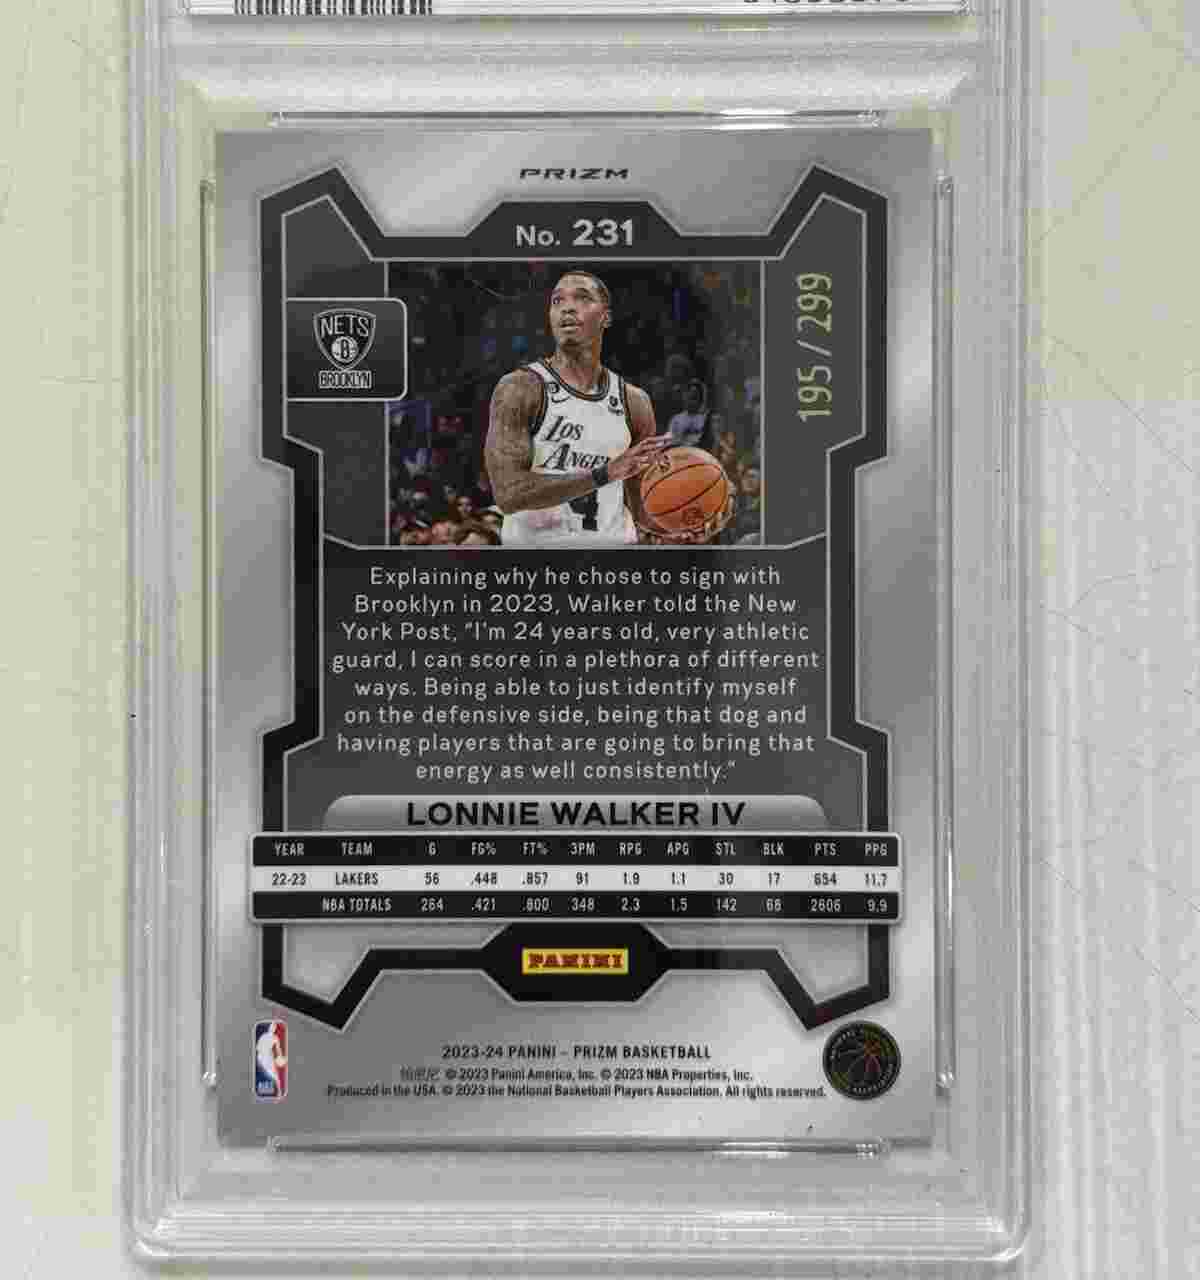 PRIZM
No. 231
195/299
NETS
B
BROOKLYN
Los
Ange
4
Explaining why he chose to sign with
Brooklyn in 2023, Walker told the New
York Post, "I'm 24 years old, very athletic
guard, I can score in a plethora of different
ways. Being able to just identify myself
on the defensive side, being that dog and
having players that are going to bring that
energy as well consistently."
LONNIE WALKER IV
YEAR TEAM G FG% FT% 3PM RPG APG STL BLK PTS PPG
22-23 LAKERS 56 .448 .857 91 1.9 1.1 30 17 654 11.7
NBA TOTALS 264 .421 .800 348 2.3 1.5 142 68 2606 9.9
PANINI
2023-24 PANINI - PRIZM BASKETBALL
帕尼尼 © 2023 Panini America, Inc. © 2023 NBA Properties, Inc.
Produced in the USA. © 2023 the National Basketball Players Association. All rights reserved.
NBA